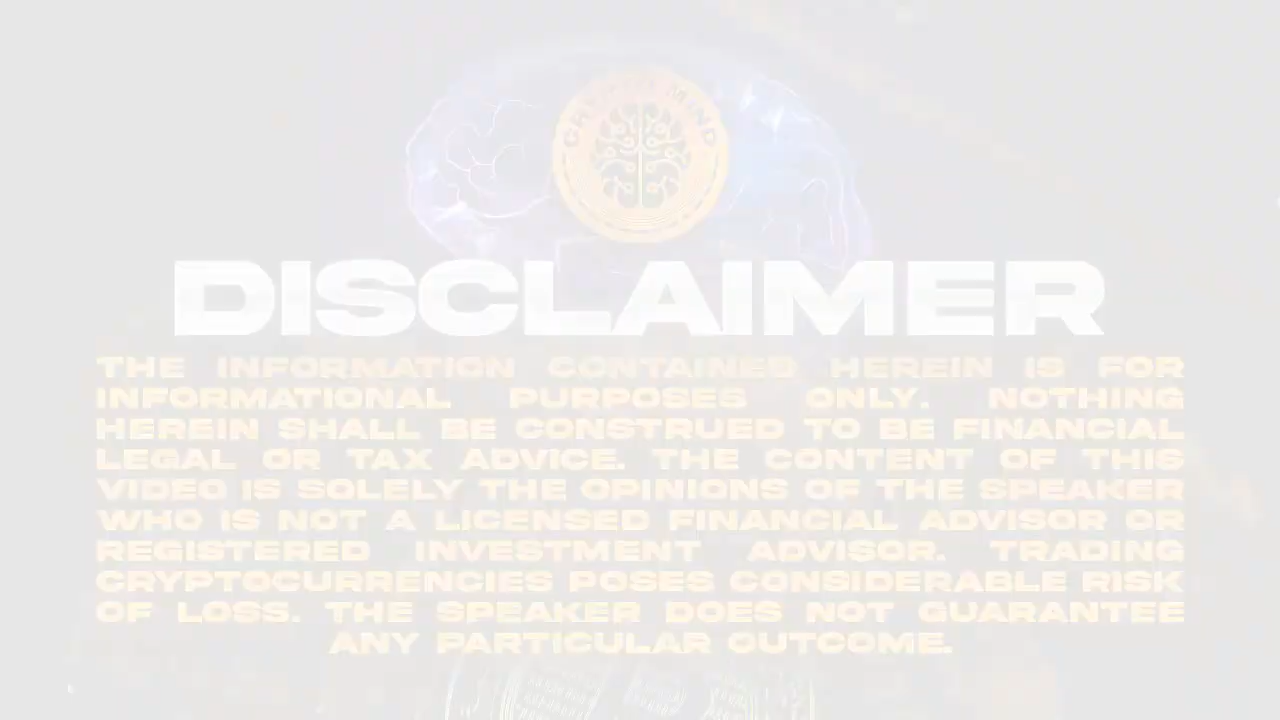 DISCLAIMER
THE INFORMATION CONTAINED HEREIN IS FOR
INFORMATIONAL PURPOSES ONLY. NOTHING
HEREIN SHALL BE CONSTRUED TO BE FINANCIAL
LEGAL OR TAX ADVICE. THE CONTENT OF THIS
VIDEO IS SOLELY THE OPINIONS OF THE SPEAKER
WHO IS NOT A LICENSED FINANCIAL ADVISOR OR
REGISTERED INVESTMENT ADVISOR. TRADING
CRYPTOCURRENCIES POSES CONSIDERABLE RISK
OF LOSS. THE SPEAKER DOES NOT GUARANTEE
ANY PARTICULAR OUTCOME.